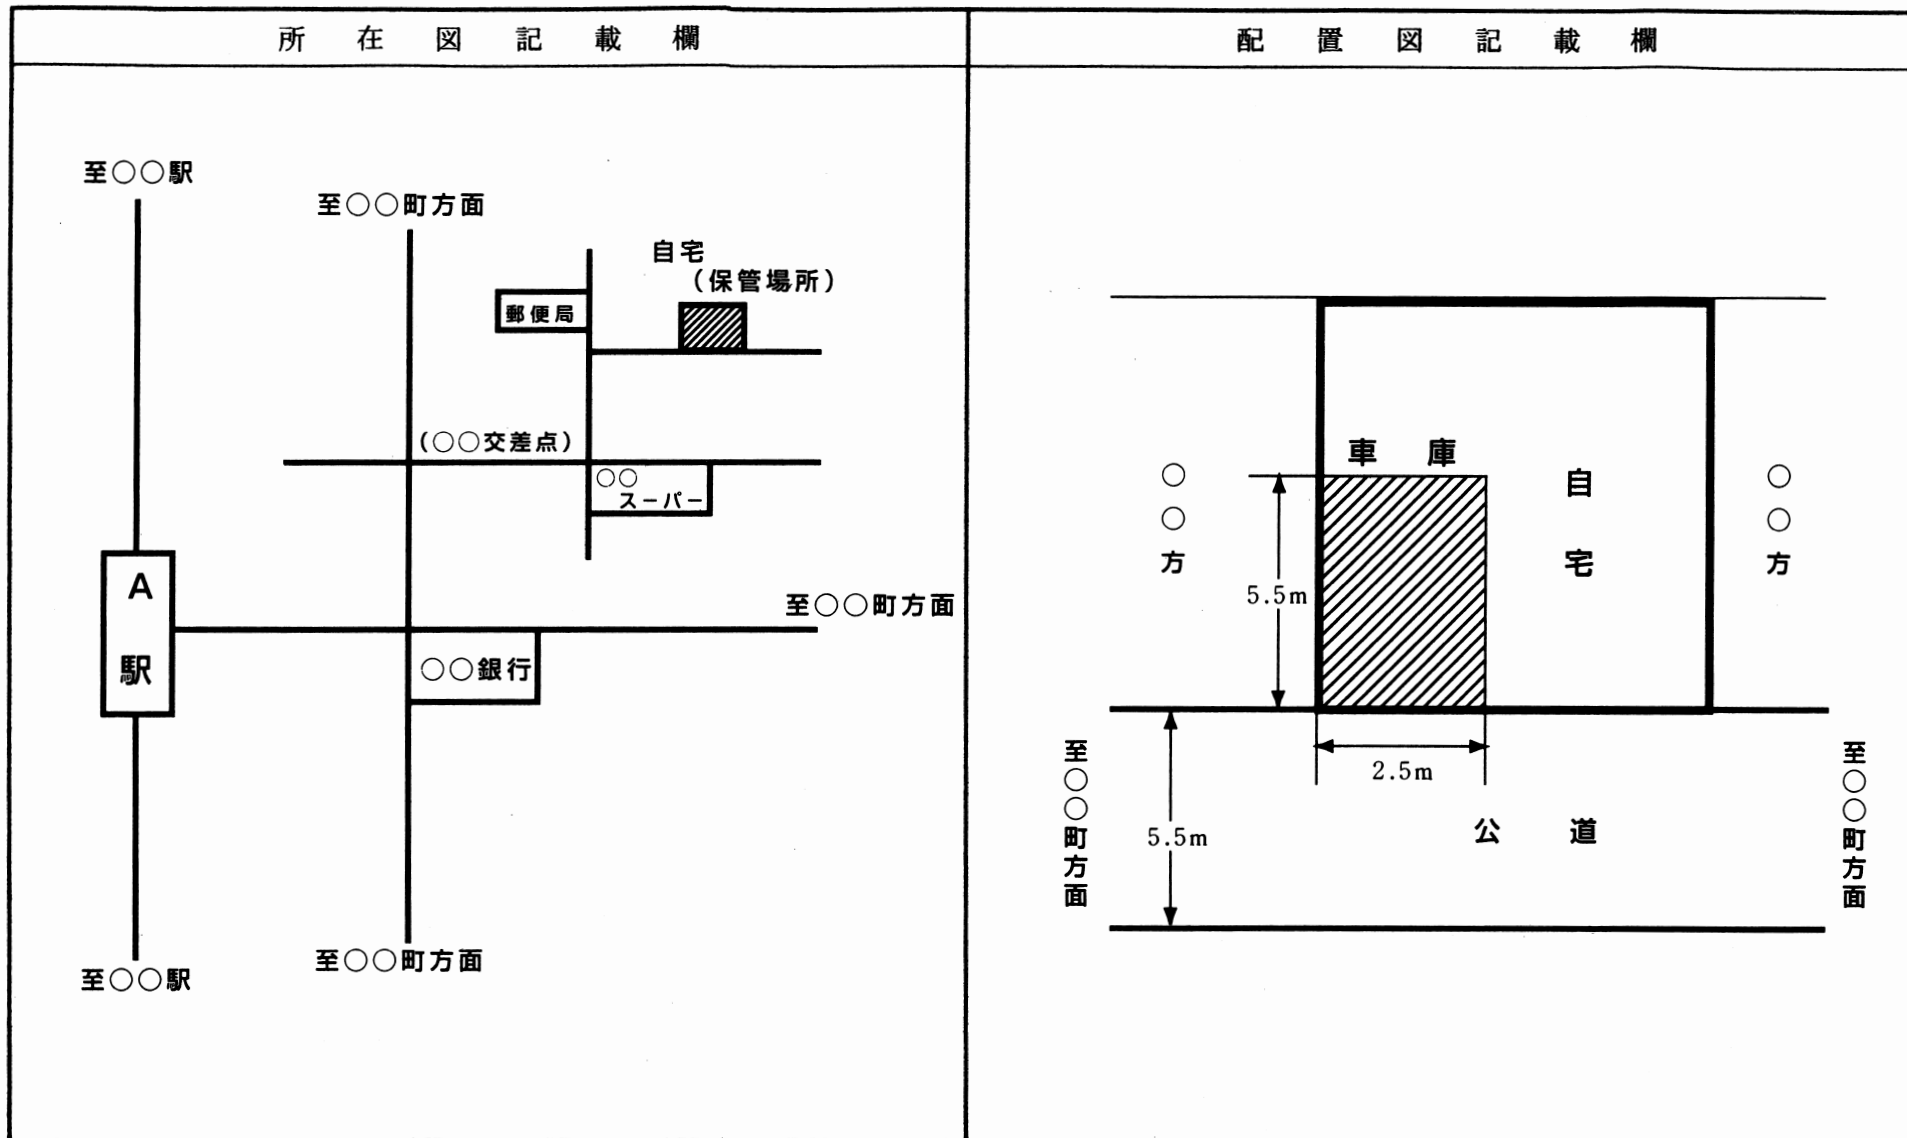 所在図記載欄
至○○駅
至○○町方面
自宅
(保管場所)
郵便局
(○○交差点)
○○
スーパー
A駅
至○○町方面
○○銀行
至○○町方面
至○○駅
配置図記載欄
車庫
自宅
○○方
○○方
5.5m
2.5m
5.5m
公道
至○○町方面
至○○町方面